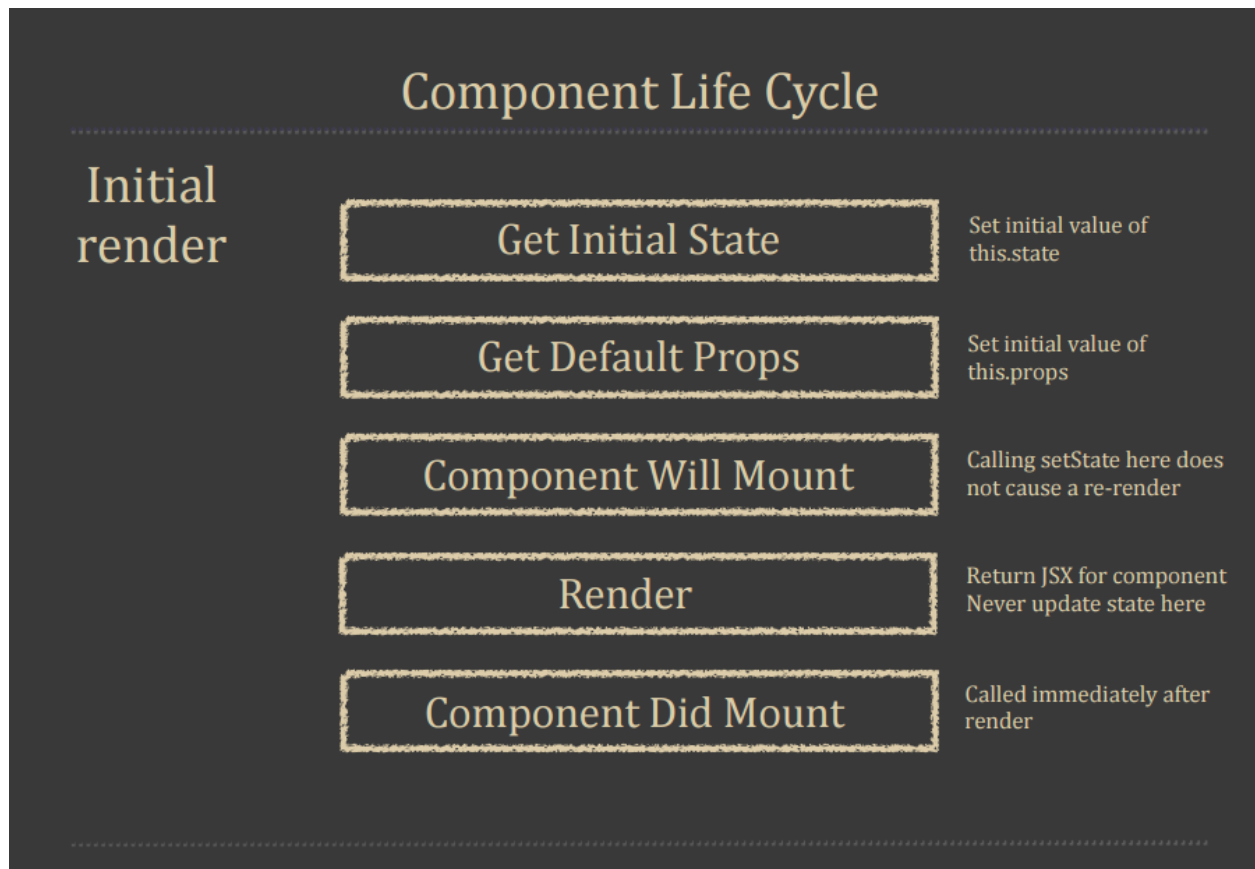 Component Life Cycle
Initial
render
Get Initial State
Set initial value of
this.state
Get Default Props
Set initial value of
this.props
Component Will Mount
Calling setState here does
not cause a re-render
Render
Return JSX for component
Never update state here
Component Did Mount
Called immediately after
render